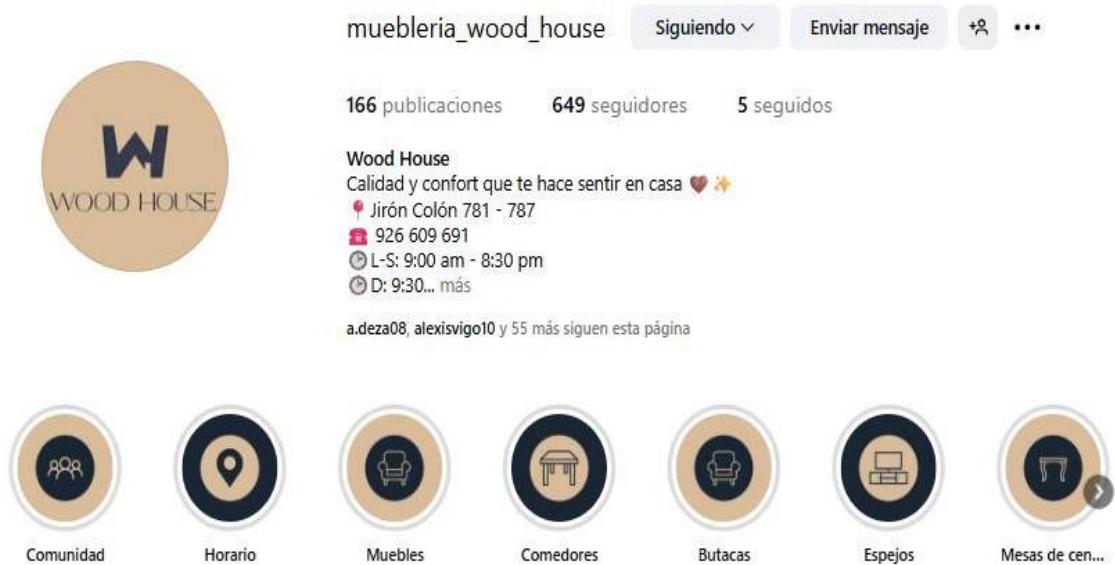 muebleria_wood_house Siguiendo Enviar mensaje
166 publicaciones 649 seguidores 5 seguidos
W
WOOD HOUSE
Wood House
Calidad y confort que te hace sentir en casa 🤎 ✨
📍 Jirón Colón 781 - 787
☎️ 926 609 691
🕒 L-S: 9:00 am - 8:30 pm
🕒 D: 9:30... más
a.deza08, alexisvigo10 y 55 más siguen esta página
Comunidad Horario Muebles Comedores Butacas Espejos Mesas de cen...